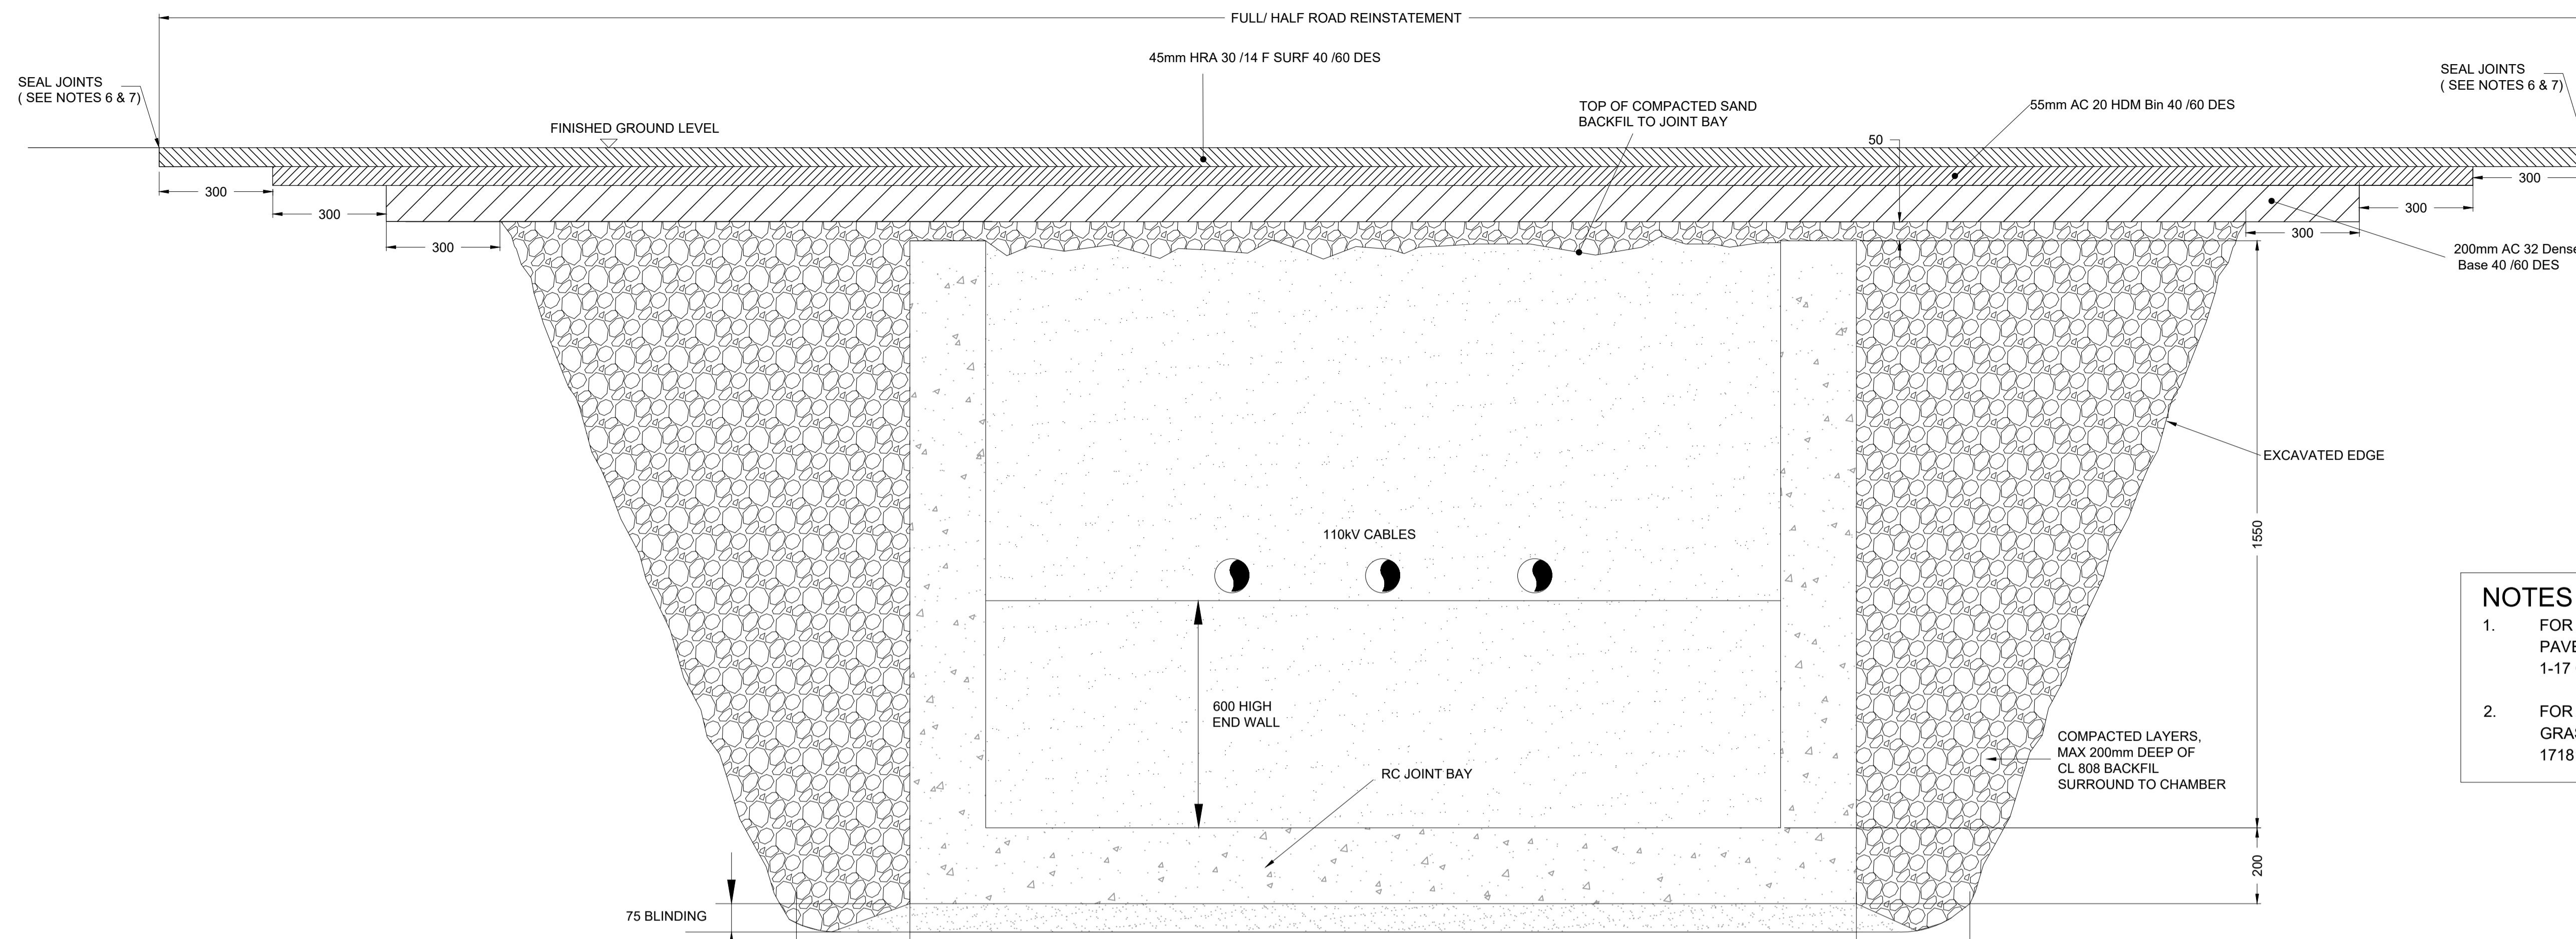 FULL/ HALF ROAD REINSTATEMENT
45mm HRA 30 /14 F SURF 40 /60 DES
SEAL JOINTS
( SEE NOTES 6 & 7)
SEAL JOINTS
( SEE NOTES 6 & 7)
TOP OF COMPACTED SAND
BACKFIL TO JOINT BAY
55mm AC 20 HDM Bin 40 /60 DES
FINISHED GROUND LEVEL
50
300
300
300
300
300
300
200mm AC 32 Dense
Base 40 /60 DES
EXCAVATED EDGE
1550
110kV CABLES
NOTES
1. FOR
PAVE
1-17
2. FOR
GRAS
1718
600 HIGH
END WALL
COMPACTED LAYERS,
MAX 200mm DEEP OF
CL 808 BACKFIL
SURROUND TO CHAMBER
RC JOINT BAY
200
75 BLINDING